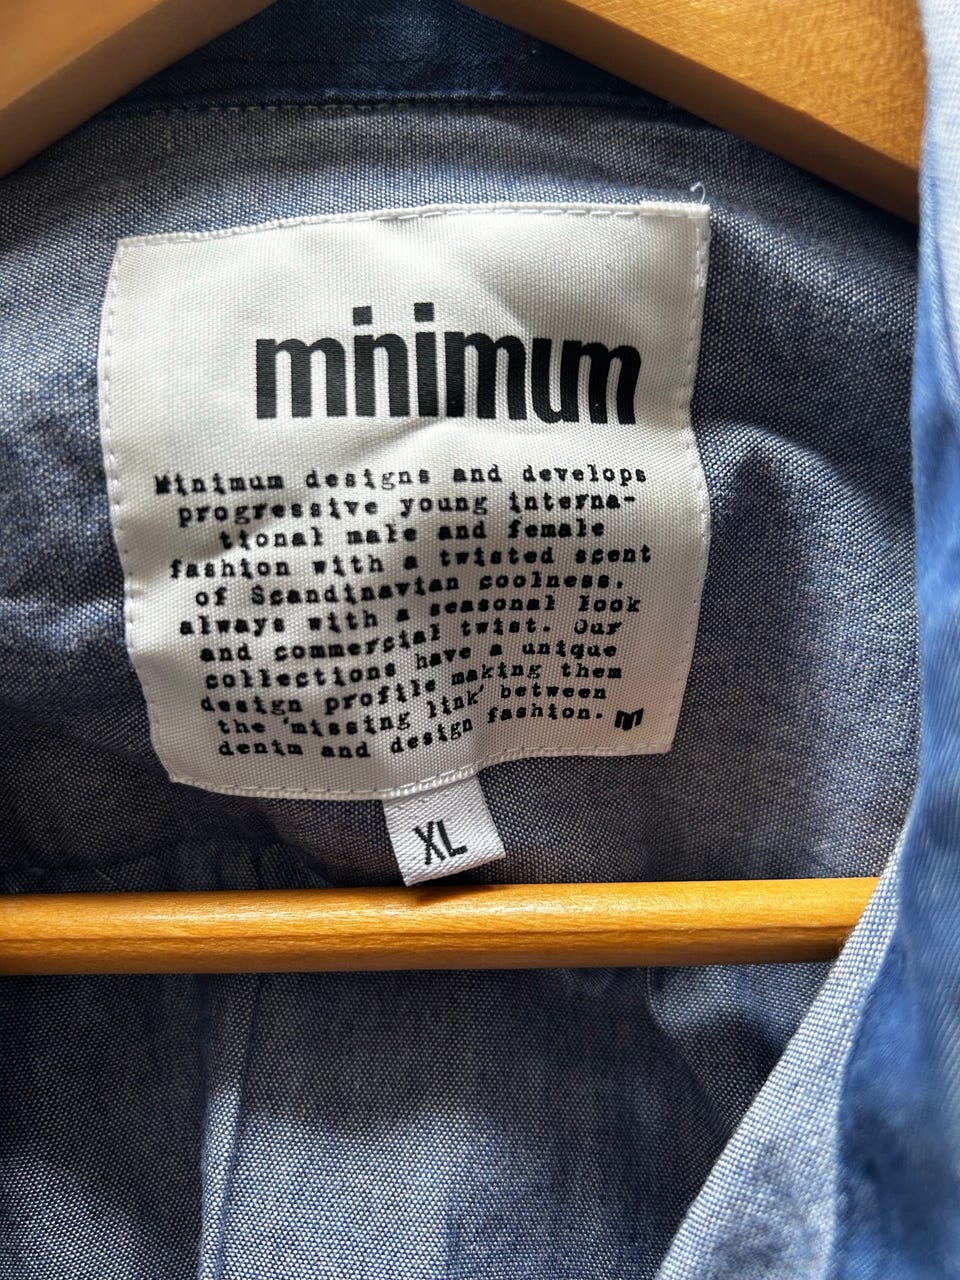 minimum
Minimum designs and develops
progressive young interna-
tional male and female
fashion with a twisted scent
of Scandinavian coolness,
always with a seasonal look
and commercial twist. Our
collections have a unique
design profile making them
the 'missing link' between
denim and design fashion. m
XL